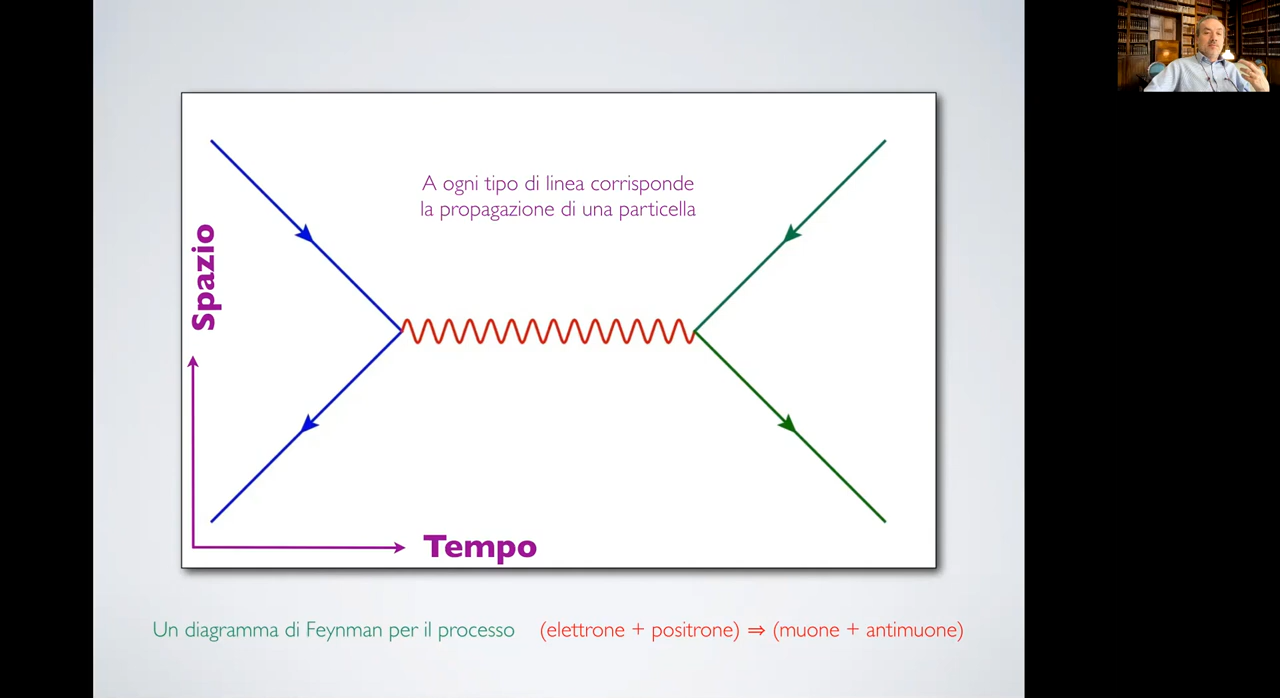 A ogni tipo di linea corrisponde
la propagazione di una particella
Spazio
Tempo
Un diagramma di Feynman per il processo (elettrone + positrone) ⇒ (muone + antimuone)